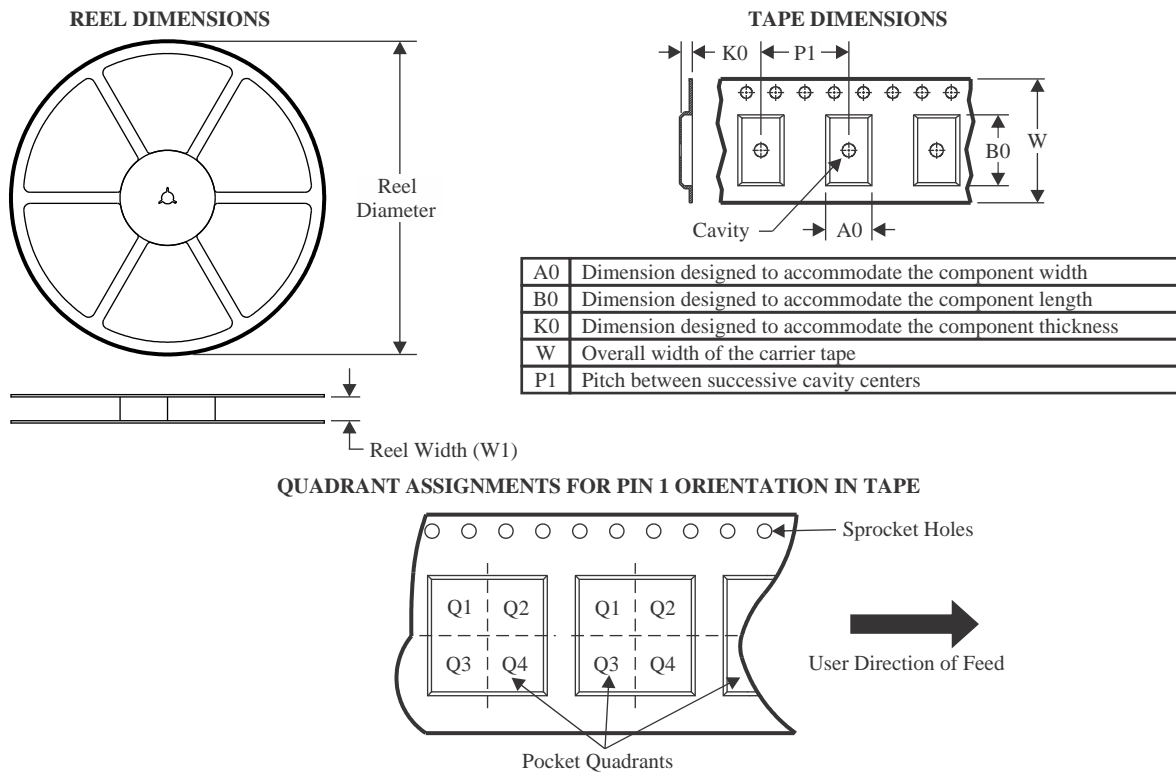 REEL DIMENSIONS
Reel
Diameter
Reel Width (W1)
TAPE DIMENSIONS
K0
P1
W
B0
Cavity
A0
A0 Dimension designed to accommodate the component width
B0 Dimension designed to accommodate the component length
K0 Dimension designed to accommodate the component thickness
W Overall width of the carrier tape
P1 Pitch between successive cavity centers
QUADRANT ASSIGNMENTS FOR PIN 1 ORIENTATION IN TAPE
Sprocket Holes
Q1 Q2 Q1 Q2
Q3 Q4 Q3 Q4
User Direction of Feed
Pocket Quadrants